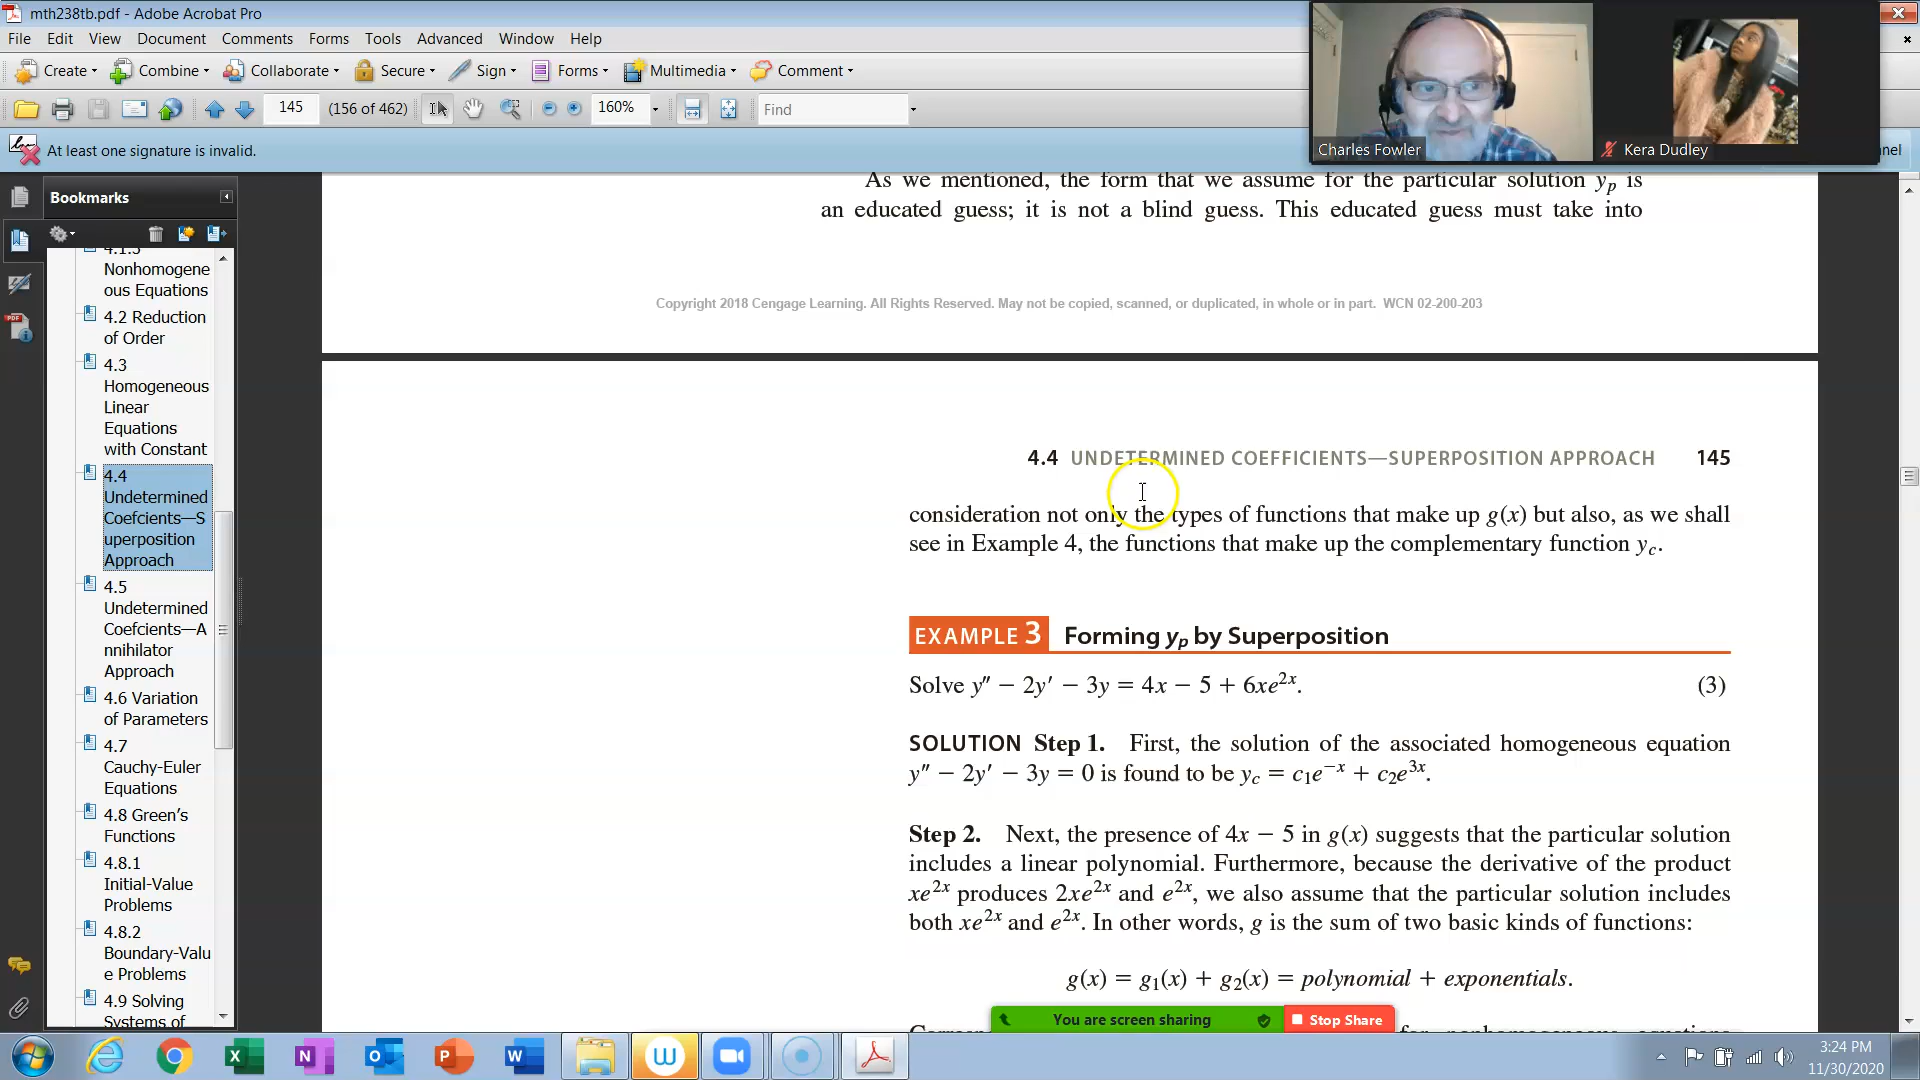 mth238tb.pdf - Adobe Acrobat Pro
File Edit View Document Comments Forms Tools Advanced Window Help
Create Combine Collaborate Secure Sign Forms Multimedia Comment
145 (156 of 462) 160% Find
At least one signature is invalid.
Charles Fowler
Kera Dudley
Bookmarks
Nonhomogene
ous Equations
4.2 Reduction
of Order
4.3
Homogeneous
Linear
Equations
with Constant
4.4
Undetermined
Coefcients—S
uperposition
Approach
4.5
Undetermined
Coefcients—A
nnihilator
Approach
4.6 Variation
of Parameters
4.7
Cauchy-Euler
Equations
4.8 Green's
Functions
4.8.1
Initial-Value
Problems
4.8.2
Boundary-Valu
e Problems
4.9 Solving
Systems of
As we mentioned, the form that we assume for the particular solution yp is
an educated guess; it is not a blind guess. This educated guess must take into
Copyright 2018 Cengage Learning. All Rights Reserved. May not be copied, scanned, or duplicated, in whole or in part. WCN 02-200-203
4.4 UNDETERMINED COEFFICIENTS—SUPERPOSITION APPROACH 145
consideration not only the types of functions that make up g(x) but also, as we shall
see in Example 4, the functions that make up the complementary function yc.
EXAMPLE 3 Forming yp by Superposition
Solve y″ − 2y′ − 3y = 4x − 5 + 6xe^2x. (3)
SOLUTION Step 1. First, the solution of the associated homogeneous equation
y″ − 2y′ − 3y = 0 is found to be yc = c1e^−x + c2e^3x.
Step 2. Next, the presence of 4x − 5 in g(x) suggests that the particular solution
includes a linear polynomial. Furthermore, because the derivative of the product
xe^2x produces 2xe^2x and e^2x, we also assume that the particular solution includes
both xe^2x and e^2x. In other words, g is the sum of two basic kinds of functions:
g(x) = g1(x) + g2(x) = polynomial + exponentials.
You are screen sharing Stop Share
3:24 PM
11/30/2020